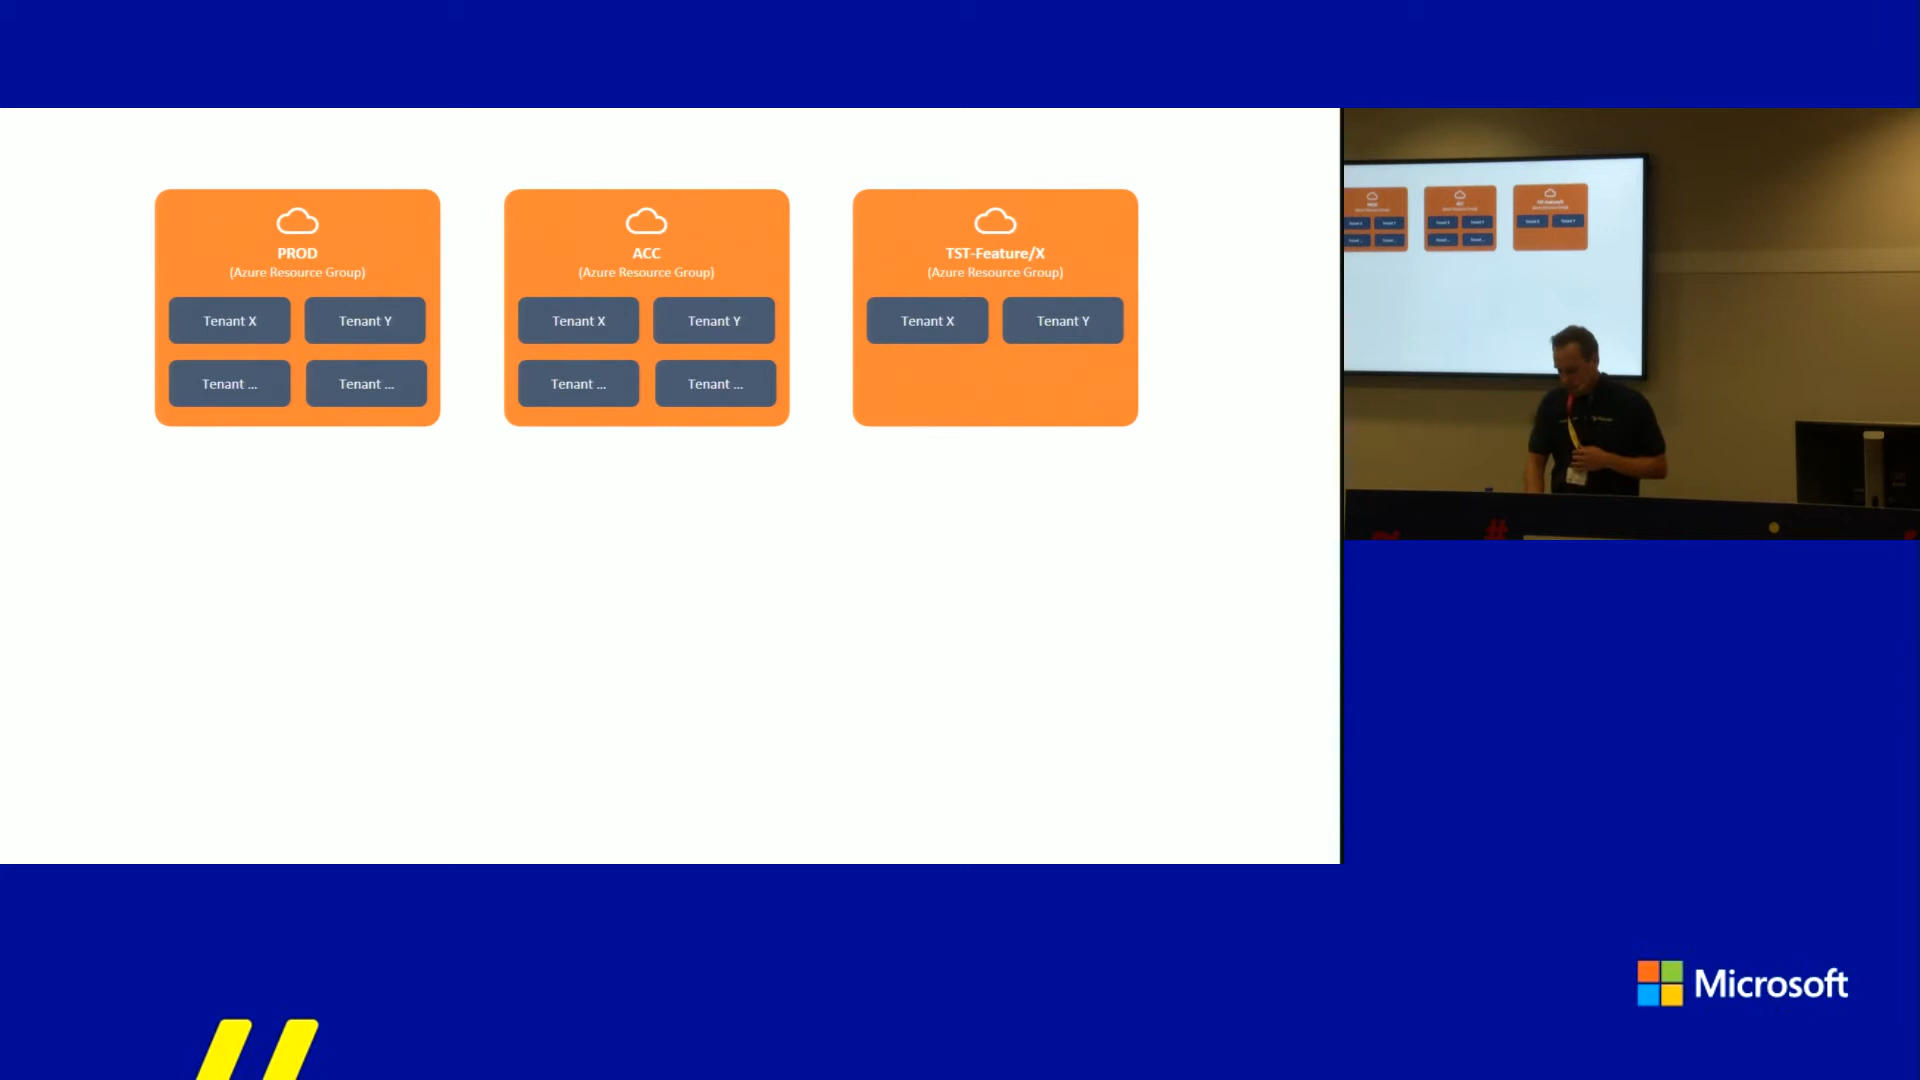 PROD
(Azure Resource Group)
Tenant X
Tenant Y
Tenant ...
Tenant ...
ACC
(Azure Resource Group)
Tenant X
Tenant Y
Tenant ...
Tenant ...
TST-Feature/X
(Azure Resource Group)
Tenant X
Tenant Y
#
Microsoft